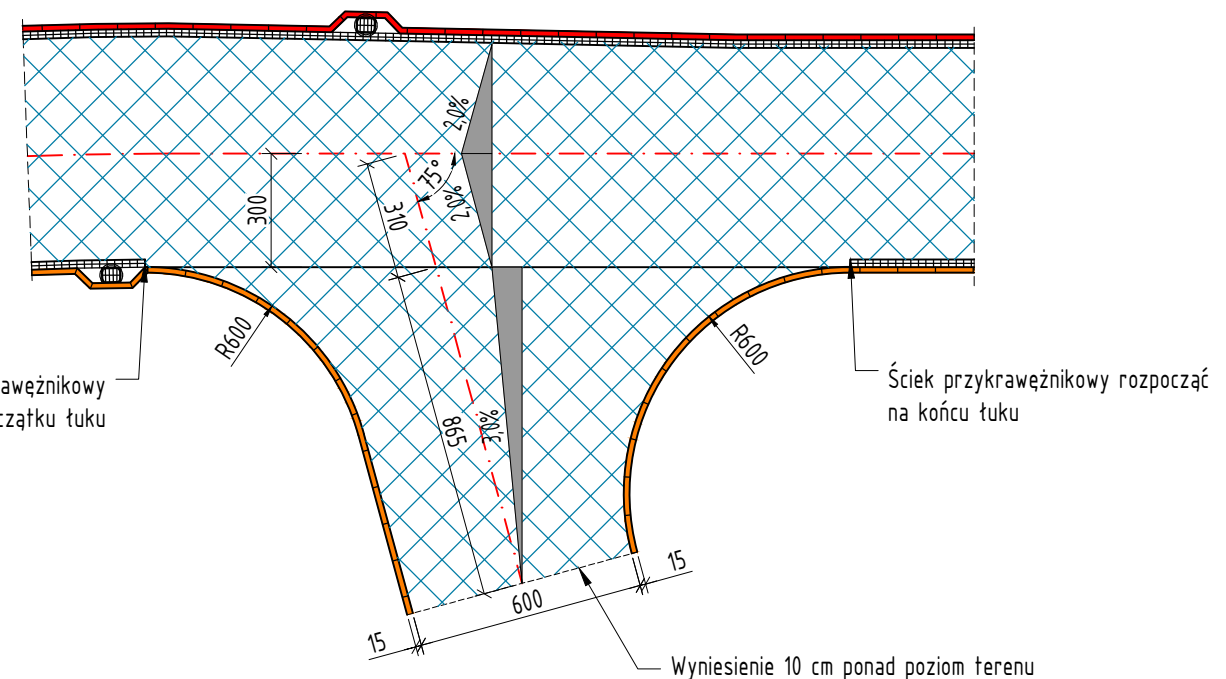 2,0%
75°
2,0%
300
310
R600
R600
awężnikowy
czątku łuku
Ściek przykrawężnikowy rozpocząć
na końcu łuku
3,0%
865
15
600
15
Wyniesienie 10 cm ponad poziom terenu